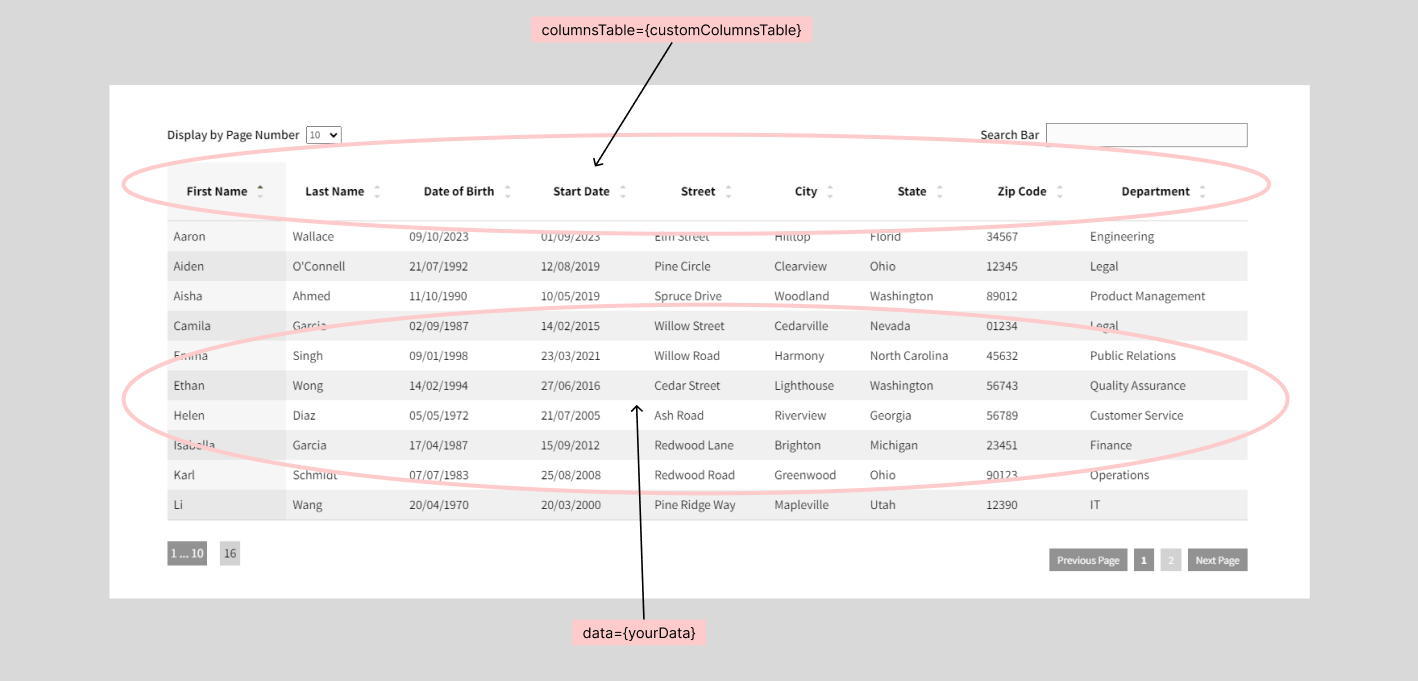 columnsTable={customColumnsTable}
Display by Page Number 10 Search Bar
First Name Last Name Date of Birth Start Date Street City State Zip Code Department
Aaron Wallace 09/10/2023 01/09/2023 Elm Street Hilltop Florid 34567 Engineering
Aiden O'Connell 21/07/1992 12/08/2019 Pine Circle Clearview Ohio 12345 Legal
Aisha Ahmed 11/10/1990 10/05/2019 Spruce Drive Woodland Washington 89012 Product Management
Camila Garcia 02/09/1987 14/02/2015 Willow Street Cedarville Nevada 01234 Legal
Emma Singh 09/01/1998 23/03/2021 Willow Road Harmony North Carolina 45632 Public Relations
Ethan Wong 14/02/1994 27/06/2016 Cedar Street Lighthouse Washington 56743 Quality Assurance
Helen Diaz 05/05/1972 21/07/2005 Ash Road Riverview Georgia 56789 Customer Service
Isabella Garcia 17/04/1987 15/09/2012 Redwood Lane Brighton Michigan 23451 Finance
Karl Schmidt 07/07/1983 25/08/2008 Redwood Road Greenwood Ohio 90123 Operations
Li Wang 20/04/1970 20/03/2000 Pine Ridge Way Mapleville Utah 12390 IT
1 ... 10 16 Previous Page 1 2 Next Page
data={yourData}